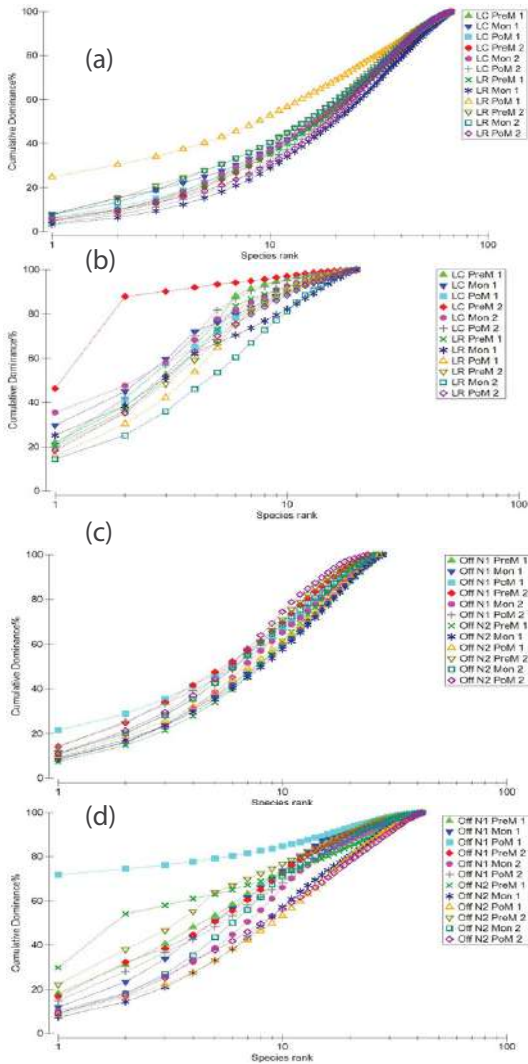 (a)
Cumulative Dominance%
100
80
60
40
20
0
1
10
100
Species rank
LC PreM 1
LC Mon 1
LC PoM 1
LC PreM 2
LC Mon 2
LC PoM 2
LR PreM 1
LR Mon 1
LR PoM 1
LR PreM 2
LR Mon 2
LR PoM 2
(b)
Cumulative Dominance%
100
80
60
40
20
0
1
10
100
Species rank
LC PreM 1
LC Mon 1
LC PoM 1
LC PreM 2
LC Mon 2
LC PoM 2
LR PreM 1
LR Mon 1
LR PoM 1
LR PreM 2
LR Mon 2
LR PoM 2
(c)
Cumulative Dominance%
100
80
60
40
20
0
1
10
100
Species rank
Off N1 PreM 1
Off N1 Mon 1
Off N1 PoM 1
Off N1 PreM 2
Off N1 Mon 2
Off N1 PoM 2
Off N2 PreM 1
Off N2 Mon 1
Off N2 PoM 1
Off N2 PreM 2
Off N2 Mon 2
Off N2 PoM 2
(d)
Cumulative Dominance%
100
80
60
40
20
0
1
10
100
Species rank
Off N1 PreM 1
Off N1 Mon 1
Off N1 PoM 1
Off N1 PreM 2
Off N1 Mon 2
Off N1 PoM 2
Off N2 PreM 1
Off N2 Mon 1
Off N2 PoM 1
Off N2 PreM 2
Off N2 Mon 2
Off N2 PoM 2